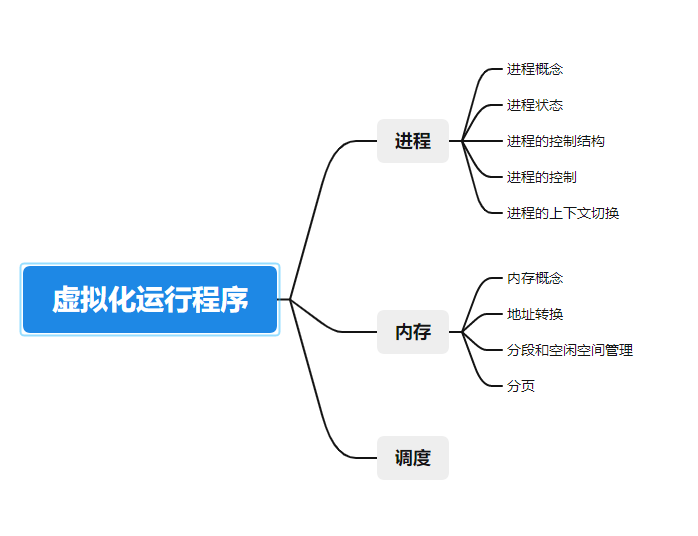 虚拟化运行程序
进程
进程概念
进程状态
进程的控制结构
进程的控制
进程的上下文切换
内存
内存概念
地址转换
分段和空闲空间管理
分页
调度